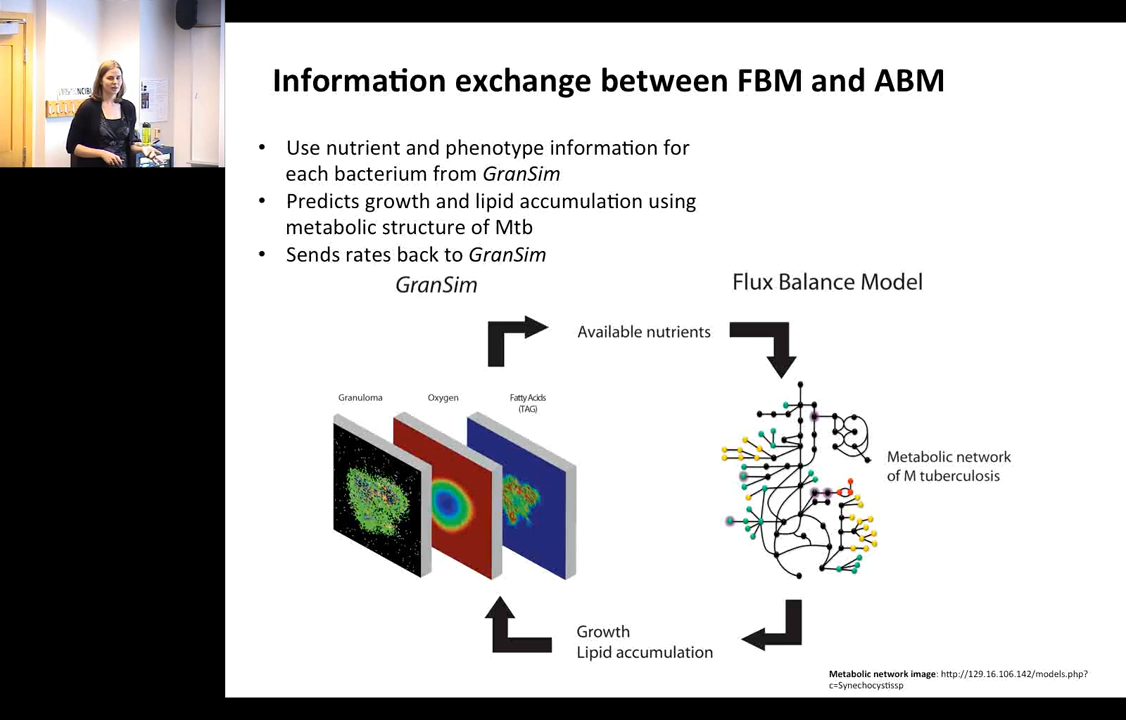 Information exchange between FBM and ABM
• Use nutrient and phenotype information for
each bacterium from GranSim
• Predicts growth and lipid accumulation using
metabolic structure of Mtb
• Sends rates back to GranSim
GranSim
Flux Balance Model
Available nutrients
Granuloma
Oxygen
Fatty Acids
(TAG)
Metabolic network
of M tuberculosis
Growth
Lipid accumulation
Metabolic network image: http://129.16.106.142/models.php?
c=Synechocystissp